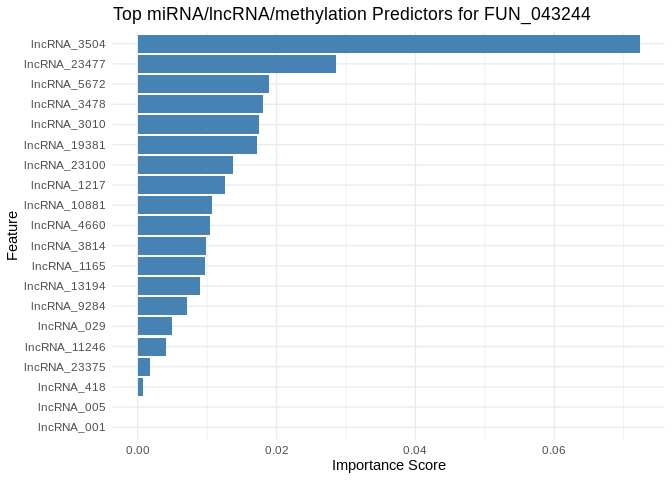 Top miRNA/lncRNA/methylation Predictors for FUN_043244
Feature
lncRNA_3504
lncRNA_23477
lncRNA_5672
lncRNA_3478
lncRNA_3010
lncRNA_19381
lncRNA_23100
lncRNA_1217
lncRNA_10881
lncRNA_4660
lncRNA_3814
lncRNA_1165
lncRNA_13194
lncRNA_9284
lncRNA_029
lncRNA_11246
lncRNA_23375
lncRNA_418
lncRNA_005
lncRNA_001
0.00 0.02 0.04 0.06
Importance Score